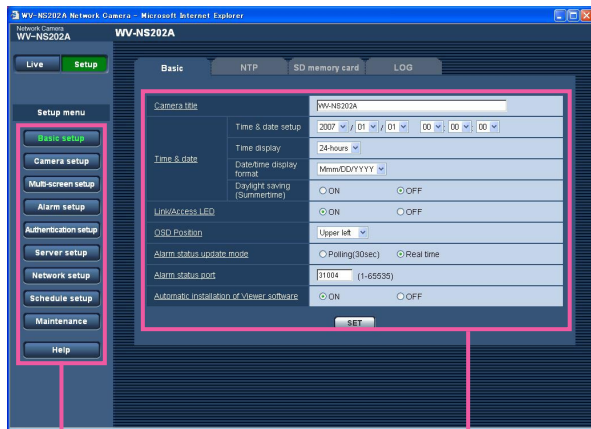 WV-NS202A Network Camera - Microsoft Internet Explorer
Network Camera
WV-NS202A
WV-NS202A
Live Setup
Basic NTP SD memory card LOG
Setup menu
Basic setup
Camera setup
Multi-screen setup
Alarm setup
Authentication setup
Server setup
Network setup
Schedule setup
Maintenance
Help
Camera title WV-NS202A
Time & date
Time & date setup 2007 / 01 / 01 00 : 00 : 00
Time display 24-hours
Date/time display format Mmm/DD/YYYY
Daylight saving (Summertime) ON OFF
Link/Access LED ON OFF
OSD Position Upper left
Alarm status update mode Polling(30sec) Real time
Alarm status port 31004 (1-65535)
Automatic installation of Viewer software ON OFF
SET